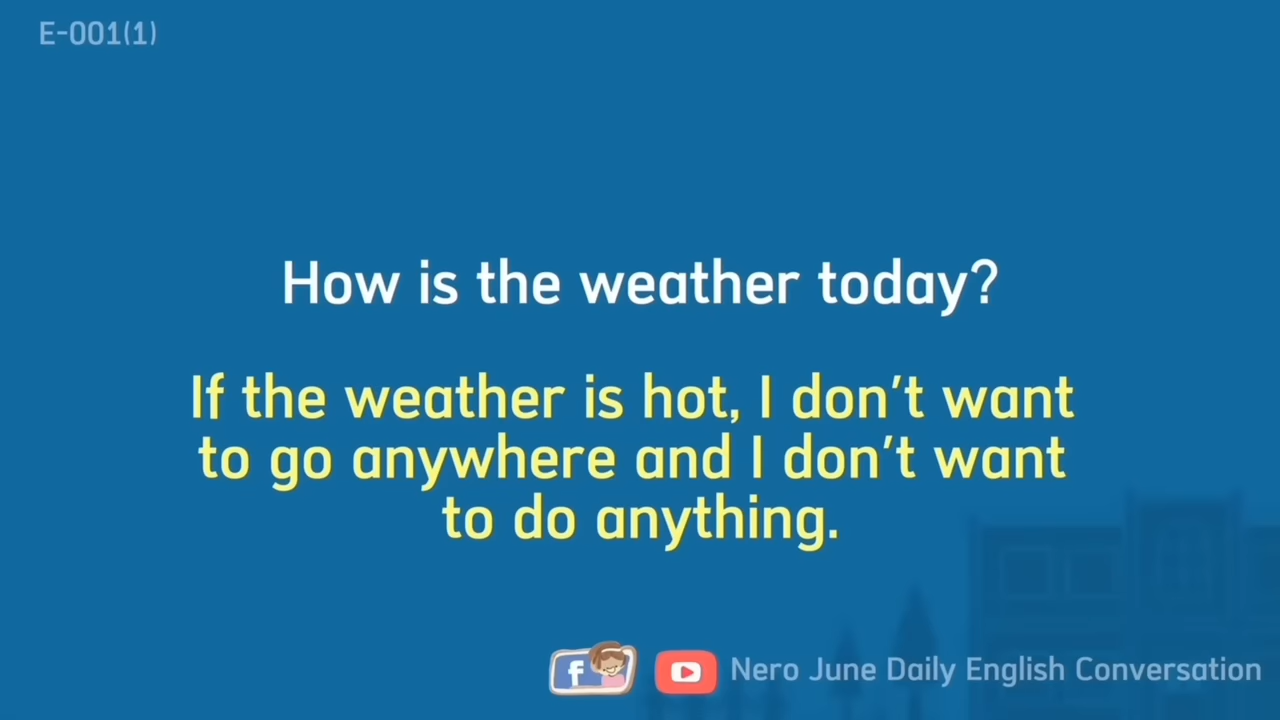 E-001(1)
How is the weather today?
If the weather is hot, I don't want
to go anywhere and I don't want
to do anything.
f
Nero June Daily English Conversation